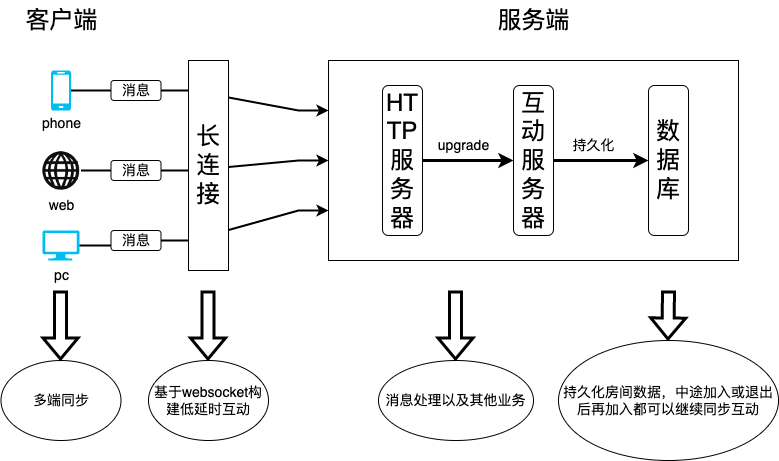 客户端
服务端
phone
消息
web
消息
pc
消息
长
连
接
HT
TP
服
务
器
upgrade
互
动
服
务
器
持久化
数
据
库
多端同步
基于websocket构
建低延时互动
消息处理以及其他业务
持久化房间数据，中途加入或退出
后再加入都可以继续同步互动